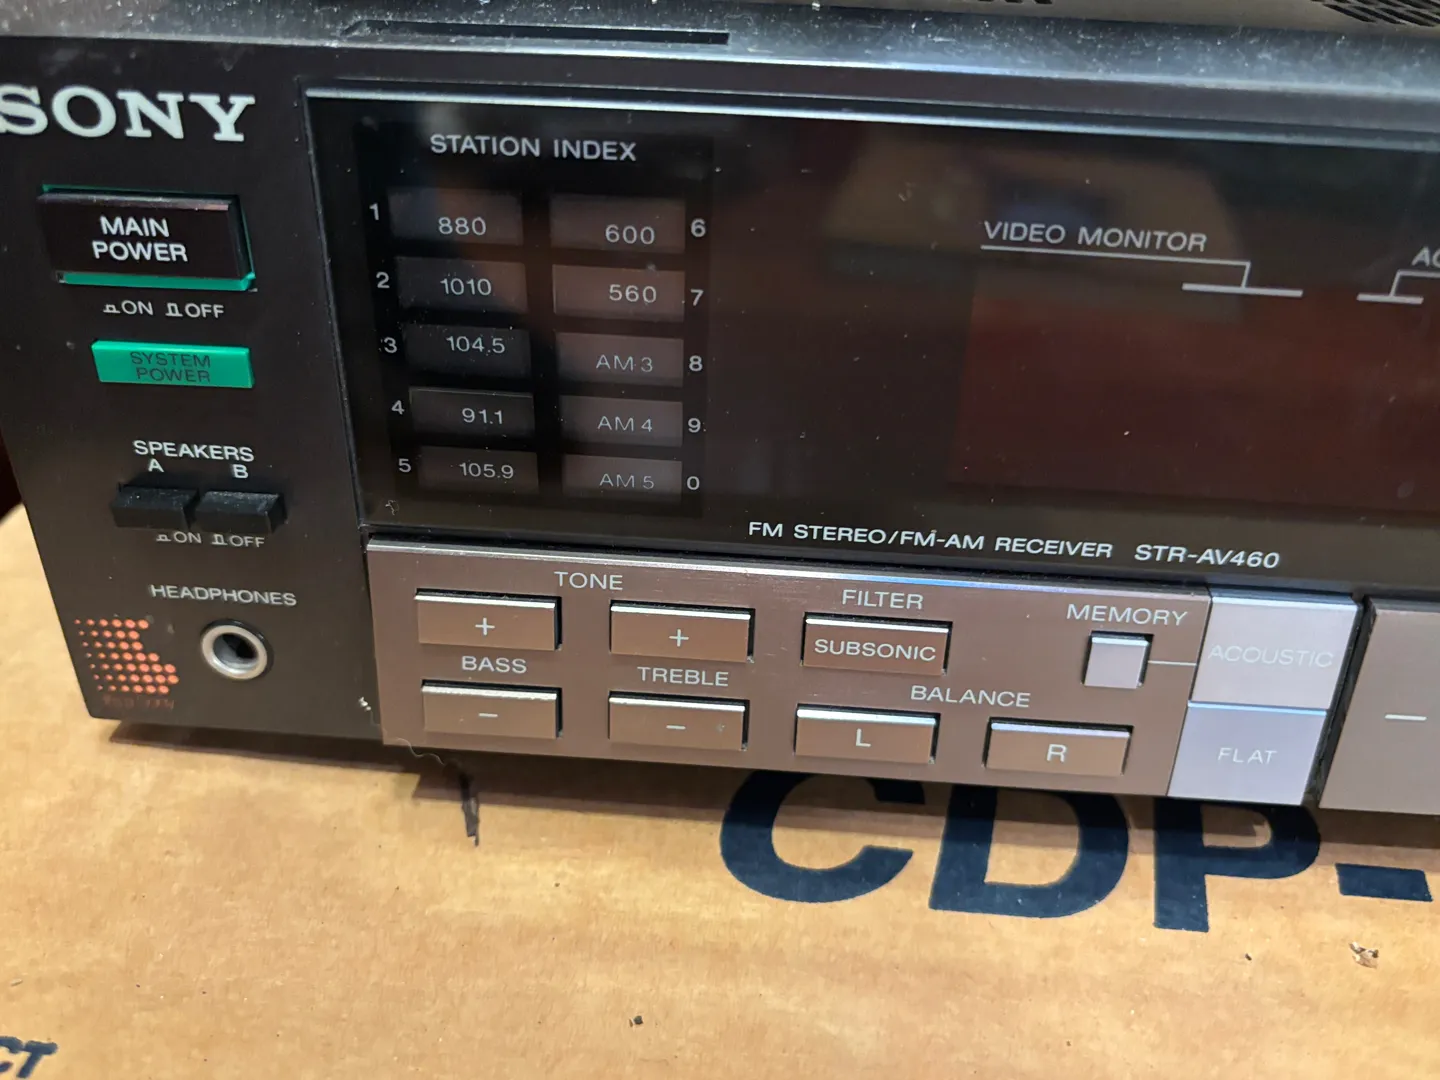 SONY
MAIN
POWER
ON OFF
SYSTEM
POWER
SPEAKERS
A B
ON OFF
HEADPHONES
STATION INDEX
1 880 600 6
2 1010 560 7
3 104.5 AM 3 8
4 91.1 AM 4 9
5 105.9 AM 5 0
VIDEO MONITOR
FM STEREO/FM-AM RECEIVER STR-AV460
TONE
+ +
BASS TREBLE
− −
FILTER
SUBSONIC
BALANCE
L R
MEMORY
ACOUSTIC
FLAT
−
CDP-
CT